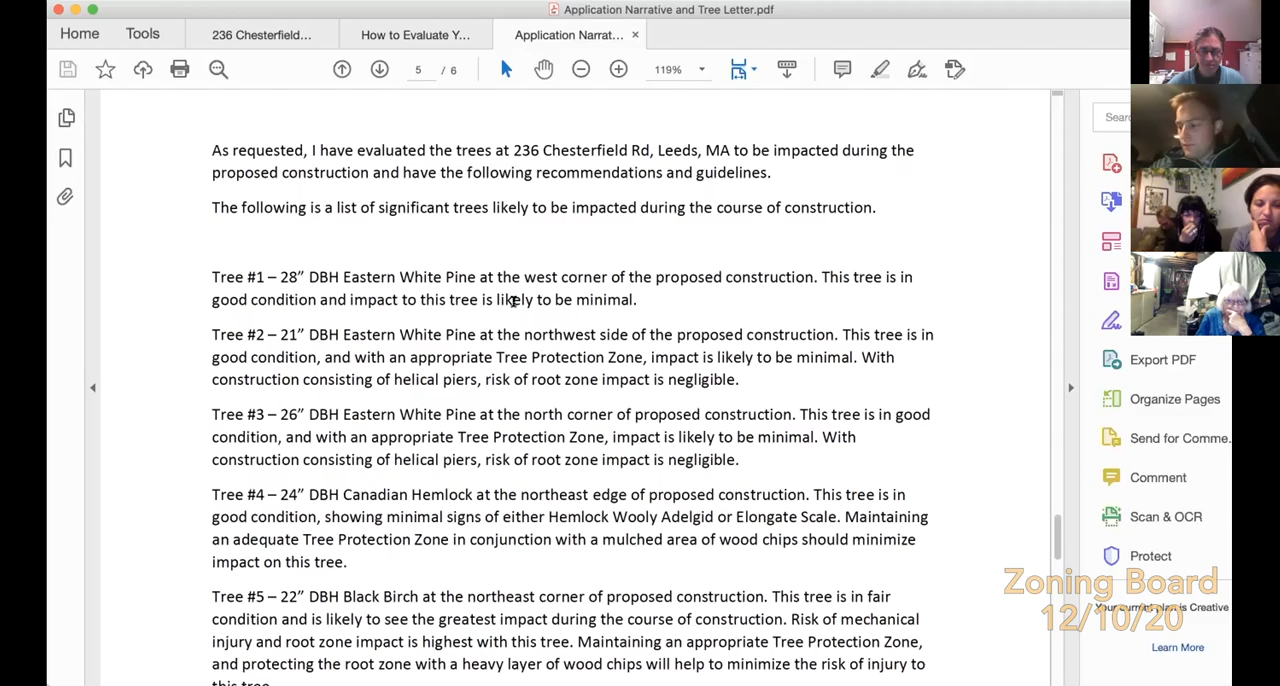 Application Narrative and Tree Letter.pdf
Home
Tools
236 Chesterfield...
How to Evaluate Y...
Application Narrat...
5 / 6
119%
Sear
As requested, I have evaluated the trees at 236 Chesterfield Rd, Leeds, MA to be impacted during the
proposed construction and have the following recommendations and guidelines.
The following is a list of significant trees likely to be impacted during the course of construction.
Tree #1 – 28” DBH Eastern White Pine at the west corner of the proposed construction. This tree is in
good condition and impact to this tree is likely to be minimal.
Tree #2 – 21” DBH Eastern White Pine at the northwest side of the proposed construction. This tree is in
good condition, and with an appropriate Tree Protection Zone, impact is likely to be minimal. With
construction consisting of helical piers, risk of root zone impact is negligible.
Tree #3 – 26” DBH Eastern White Pine at the north corner of proposed construction. This tree is in good
condition, and with an appropriate Tree Protection Zone, impact is likely to be minimal. With
construction consisting of helical piers, risk of root zone impact is negligible.
Tree #4 – 24” DBH Canadian Hemlock at the northeast edge of proposed construction. This tree is in
good condition, showing minimal signs of either Hemlock Wooly Adelgid or Elongate Scale. Maintaining
an adequate Tree Protection Zone in conjunction with a mulched area of wood chips should minimize
impact on this tree.
Tree #5 – 22” DBH Black Birch at the northeast corner of proposed construction. This tree is in fair
condition and is likely to see the greatest impact during the course of construction. Risk of mechanical
injury and root zone impact is highest with this tree. Maintaining an appropriate Tree Protection Zone,
and protecting the root zone with a heavy layer of wood chips will help to minimize the risk of injury to
this tree.
Export PDF
Organize Pages
Send for Comme...
Comment
Scan & OCR
Protect
Zoning Board
12/10/20
Your current plan is Creative
Learn More